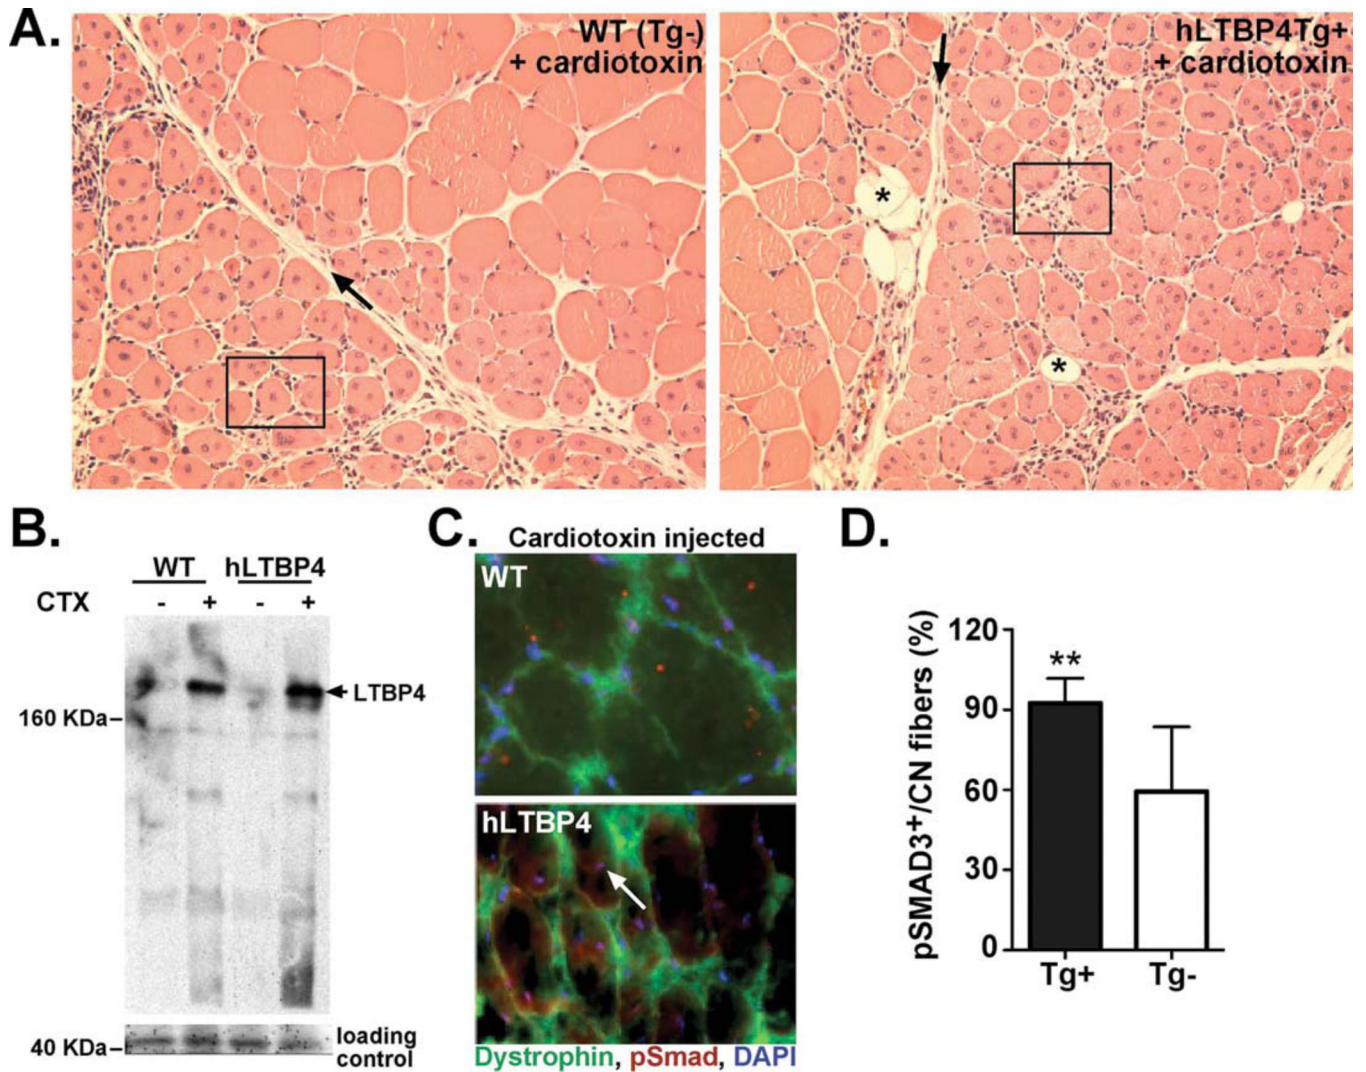 A.
WT (Tg-)
+ cardiotoxin
hLTBP4Tg+
+ cardiotoxin
*
*
B.
WT hLTBP4
CTX - + - +
LTBP4
160 KDa
loading
control
40 KDa
C.
Cardiotoxin injected
WT
hLTBP4
Dystrophin, pSmad, DAPI
D.
pSMAD3+/CN fibers (%)
120
90
60
30
0
**
Tg+ Tg-